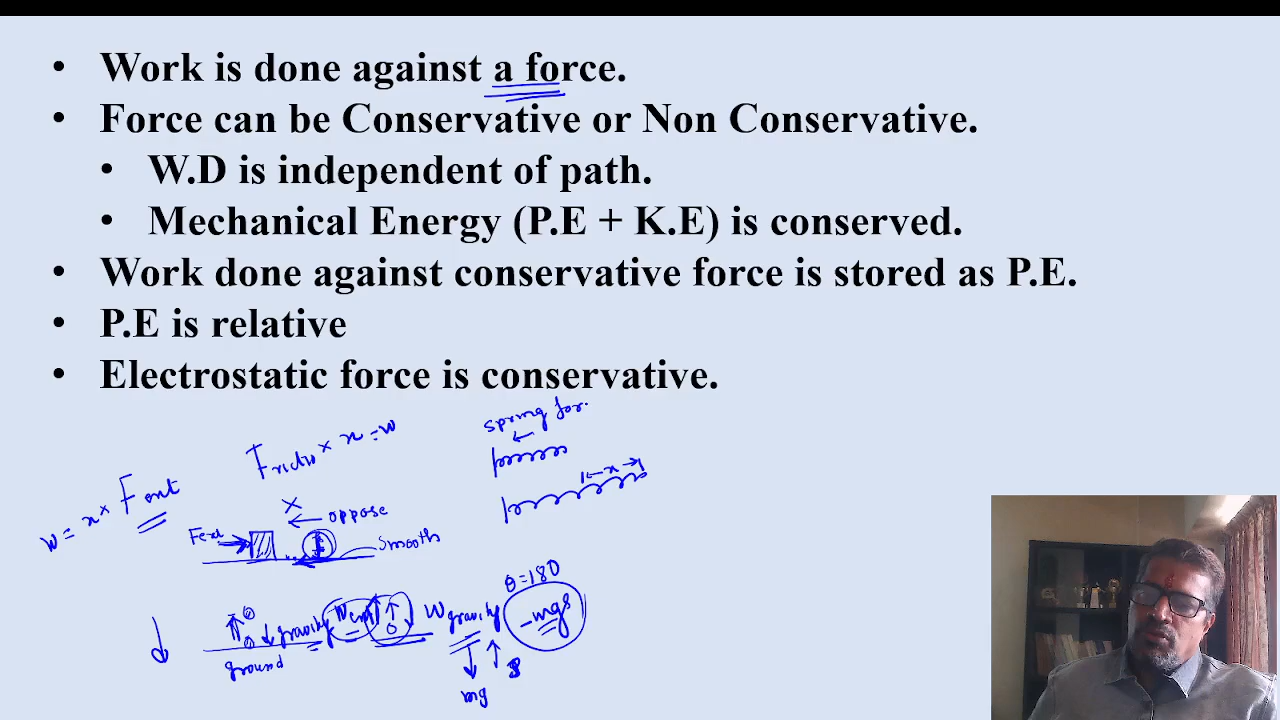 • Work is done against a force.
• Force can be Conservative or Non Conservative.
• W.D is independent of path.
• Mechanical Energy (P.E + K.E) is conserved.
• Work done against conservative force is stored as P.E.
• P.E is relative
• Electrostatic force is conservative.
spring for.
x
W = x × Fext
× x = W
x
oppose
Fext
Smooth
θ = 180
gravity
Wgravity
-mgs
ground
mg
s